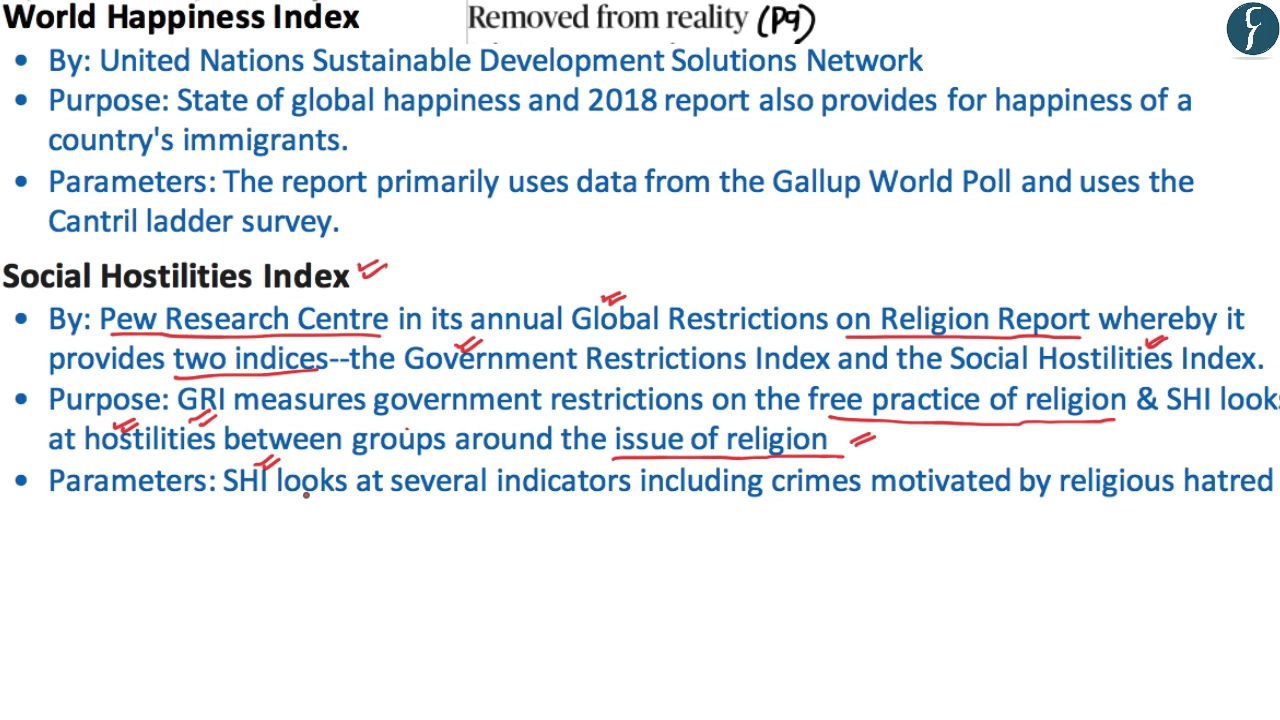 World Happiness Index
Removed from reality (P9)
• By: United Nations Sustainable Development Solutions Network
• Purpose: State of global happiness and 2018 report also provides for happiness of a
country's immigrants.
• Parameters: The report primarily uses data from the Gallup World Poll and uses the
Cantril ladder survey.
Social Hostilities Index
• By: Pew Research Centre in its annual Global Restrictions on Religion Report whereby it
provides two indices--the Government Restrictions Index and the Social Hostilities Index.
• Purpose: GRI measures government restrictions on the free practice of religion & SHI looks
at hostilities between groups around the issue of religion
• Parameters: SHI looks at several indicators including crimes motivated by religious hatred